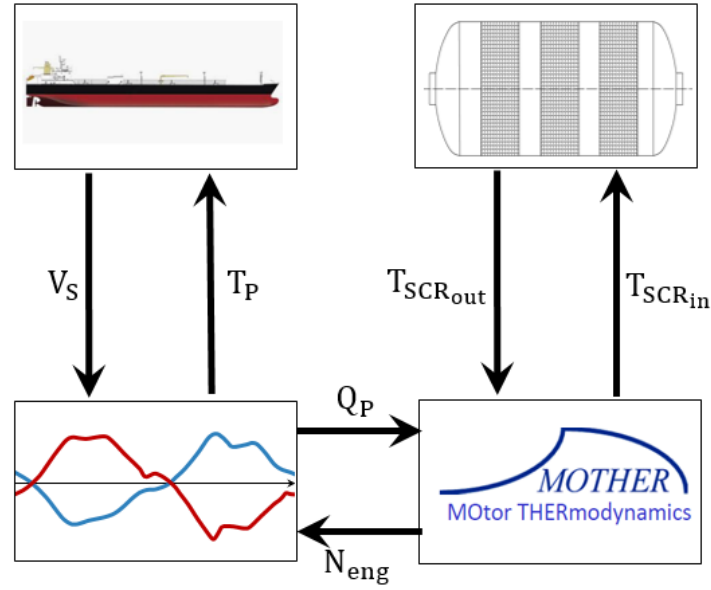 V_S
T_P
T_SCR_out
T_SCR_in
Q_P
MOTHER
MOtor THERmodynamics
N_eng